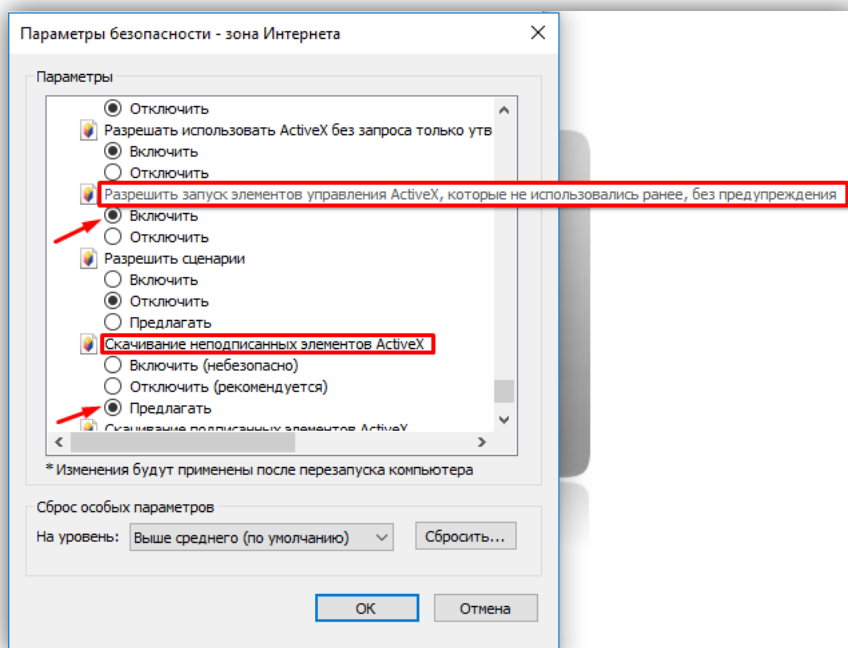 Параметры безопасности - зона Интернета
Параметры
Отключить
Разрешать использовать ActiveX без запроса только утв
Включить
Отключить
Разрешить запуск элементов управления ActiveX, которые не использовались ранее, без предупреждения
Включить
Отключить
Разрешить сценарии
Включить
Отключить
Предлагать
Скачивание неподписанных элементов ActiveX
Включить (небезопасно)
Отключить (рекомендуется)
Предлагать
Скачивание подписанных элементов ActiveX
* Изменения будут применены после перезапуска компьютера
Сброс особых параметров
На уровень: Выше среднего (по умолчанию) Сбросить...
ОК Отмена